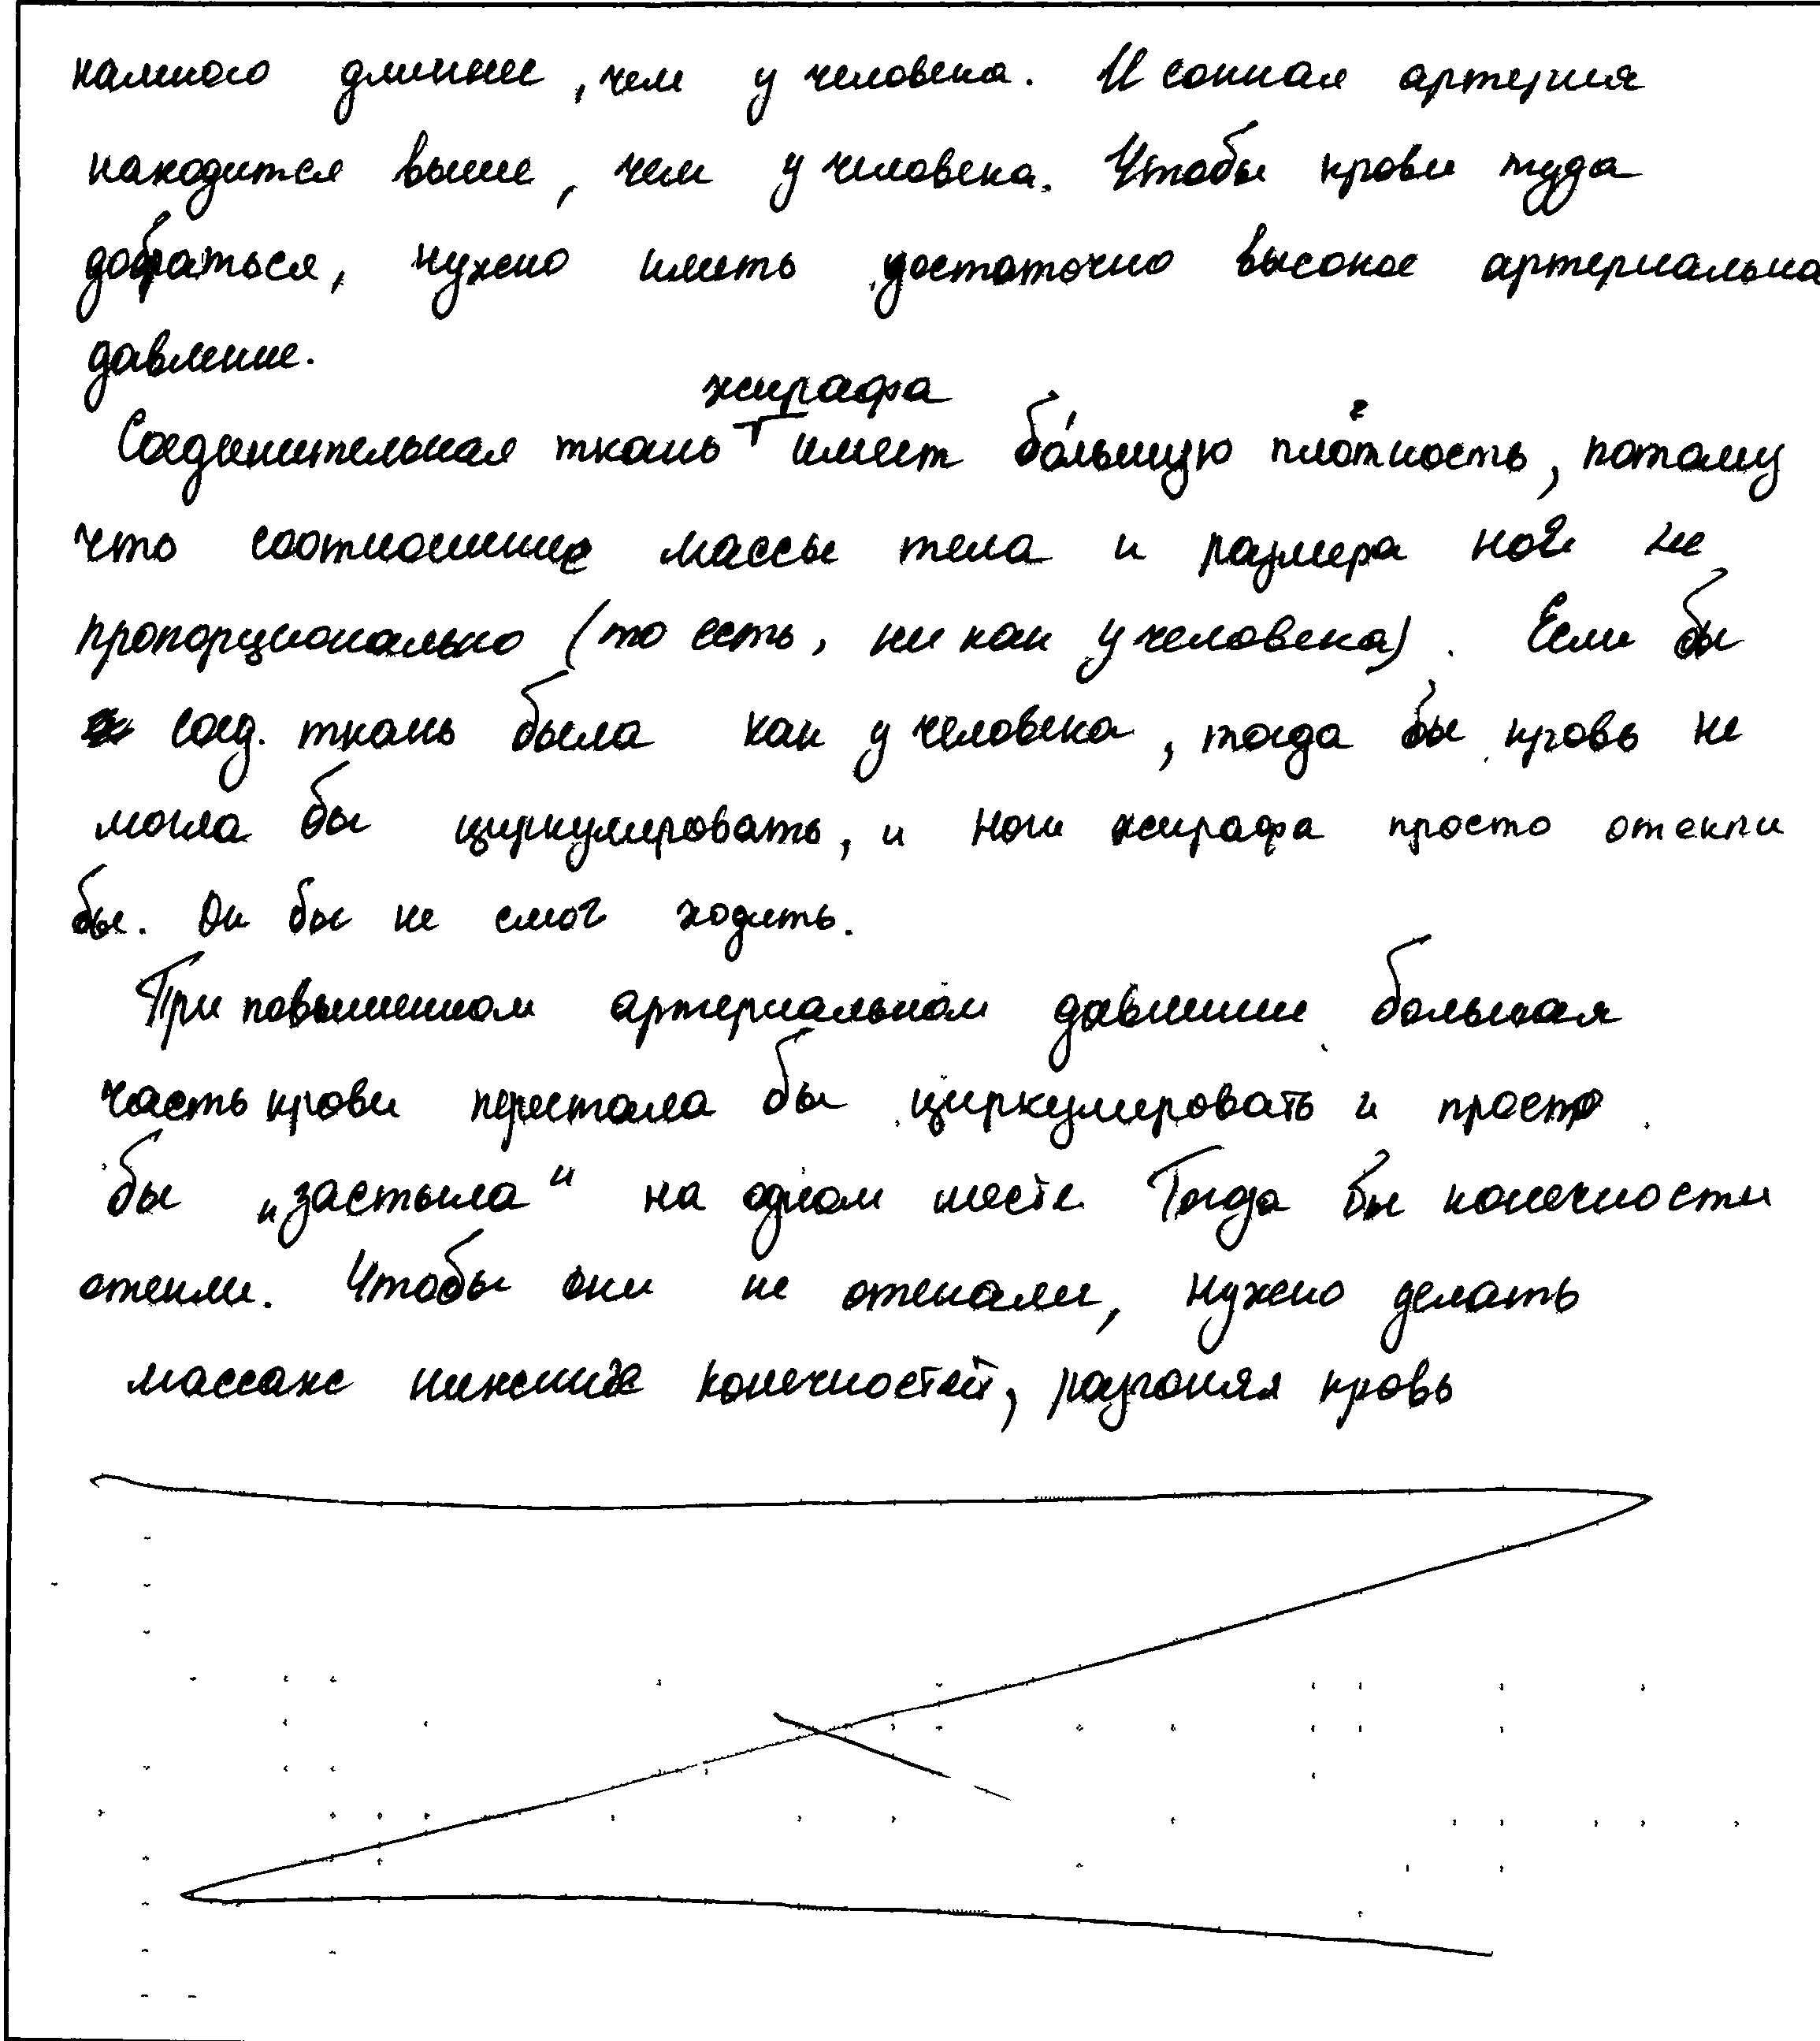 намного длиннее, чем у человека. И сонная артерия
находится выше, чем у человека. Чтобы крови туда
добраться, нужно иметь достаточно высокое артериально
давление.
жирафа
Соединительная ткань имеет бо́льшую плотность, потому
что соотношение массы тела и размера ног не
пропорционально (то есть, не как у человека). Если бы
соед. ткань была как у человека, тогда бы кровь не
могла бы циркулировать, и ноги жирафа просто отекли
бы. Он бы не смог ходить.
При повышенном артериальном давлении большая
часть крови перестала бы циркулировать и просто
бы „застыла“ на одном месте. Тогда бы конечности
отекли. Чтобы они не отекали, нужно делать
массаж нижних конечностей, разгоняя кровь